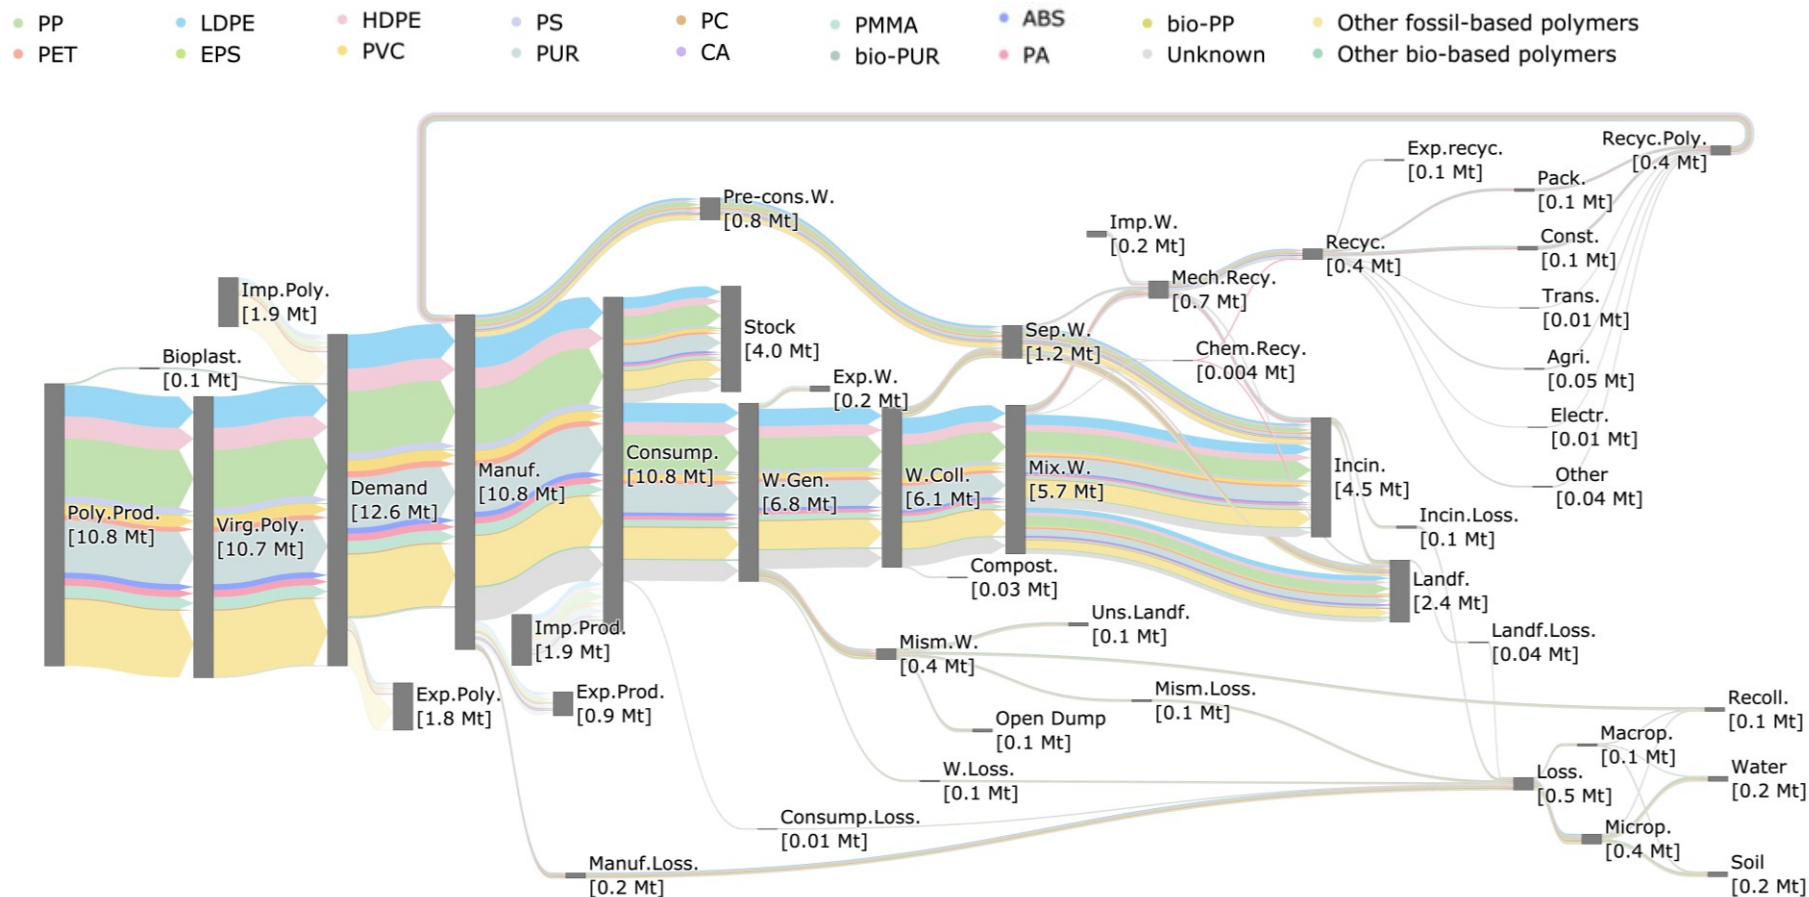 PP LDPE HDPE PS PC PMMA ABS bio-PP Other fossil-based polymers
PET EPS PVC PUR CA bio-PUR PA Unknown Other bio-based polymers
Recyc.Poly.
[0.4 Mt]
Exp.recyc.
[0.1 Mt]
Pack.
[0.1 Mt]
Pre-cons.W.
[0.8 Mt]
Imp.W.
[0.2 Mt]
Const.
[0.1 Mt]
Recyc.
[0.4 Mt]
Mech.Recy.
[0.7 Mt]
Imp.Poly.
[1.9 Mt]
Trans.
[0.01 Mt]
Stock
[4.0 Mt]
Sep.W.
[1.2 Mt]
Chem.Recy.
[0.004 Mt]
Bioplast.
[0.1 Mt]
Agri.
[0.05 Mt]
Exp.W.
[0.2 Mt]
Electr.
[0.01 Mt]
Consump.
[10.8 Mt]
Manuf.
[10.8 Mt]
W.Gen.
[6.8 Mt]
W.Coll.
[6.1 Mt]
Mix.W.
[5.7 Mt]
Incin.
[4.5 Mt]
Other
[0.04 Mt]
Demand
[12.6 Mt]
Poly.Prod.
[10.8 Mt]
Virg.Poly.
[10.7 Mt]
Incin.Loss.
[0.1 Mt]
Compost.
[0.03 Mt]
Landf.
[2.4 Mt]
Uns.Landf.
[0.1 Mt]
Imp.Prod.
[1.9 Mt]
Mism.W.
[0.4 Mt]
Landf.Loss.
[0.04 Mt]
Exp.Poly.
[1.8 Mt]
Exp.Prod.
[0.9 Mt]
Mism.Loss.
[0.1 Mt]
Recoll.
[0.1 Mt]
Open Dump
[0.1 Mt]
Macrop.
[0.1 Mt]
W.Loss.
[0.1 Mt]
Loss.
[0.5 Mt]
Water
[0.2 Mt]
Consump.Loss.
[0.01 Mt]
Microp.
[0.4 Mt]
Manuf.Loss.
[0.2 Mt]
Soil
[0.2 Mt]